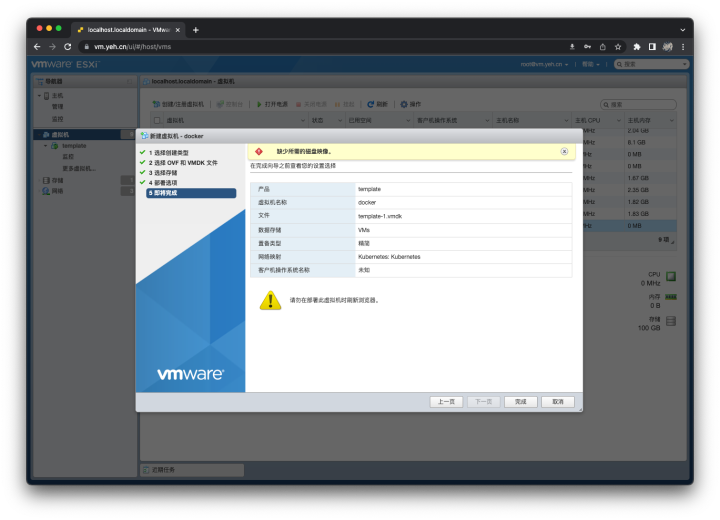 localhost.localdomain - VMwar
vm.yeh.cn/ui/#/host/vms
vmware ESXi
root@vm.yeh.cn
帮助
搜索
导航器
localhost.localdomain - 虚拟机
主机
管理
监控
虚拟机
template
监控
更多虚拟机...
存储
网络
创建/注册虚拟机
控制台
打开电源
关闭电源
挂起
刷新
操作
搜索
虚拟机
状态
已用空间
客户机操作系统
主机名称
主机 CPU
主机内存
MHz
2.04 GB
MHz
6.1 GB
MHz
0 MB
MHz
0 MB
MHz
1.67 GB
MHz
2.35 GB
MHz
1.82 GB
MHz
1.83 GB
MHz
0 MB
9 项
CPU
0 MHz
内存
0 B
存储
100 GB
新建虚拟机 - docker
1 选择创建类型
2 选择 OVF 和 VMDK 文件
3 选择存储
4 部署选项
5 即将完成
缺少所需的磁盘映像。
在完成向导之前查看您的设置选择
产品 template
虚拟机名称 docker
文件 template-1.vmdk
数据存储 VMs
置备类型 精简
网络映射 Kubernetes: Kubernetes
客户机操作系统名称 未知
请勿在部署此虚拟机时刷新浏览器。
vmware
上一页 下一页 完成 取消
近期任务